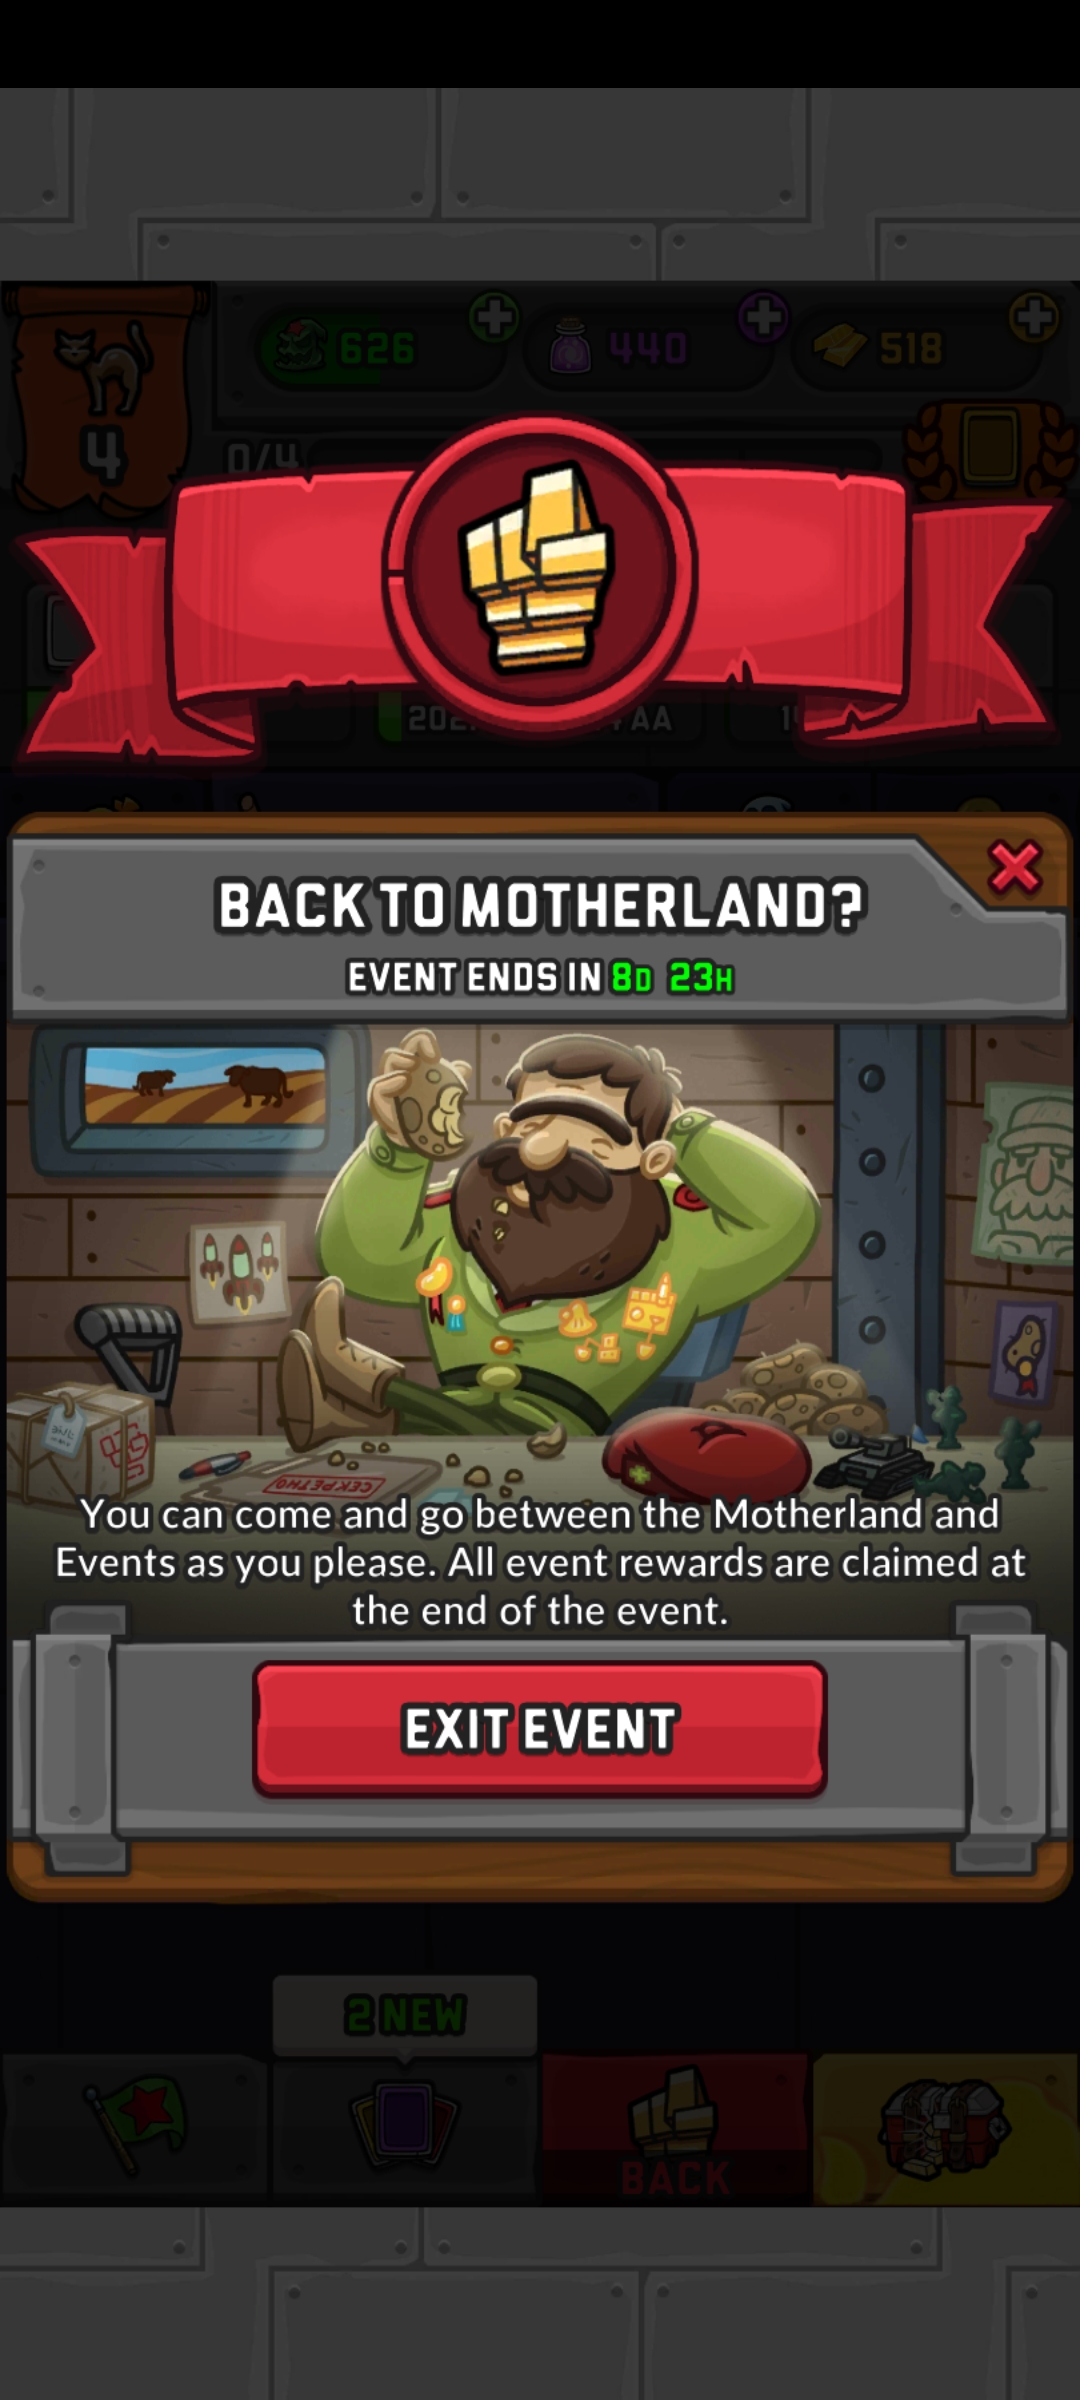 626
440
518
4
0/4
BACK TO MOTHERLAND?
EVENT ENDS IN 8D 23H
СЕКРЕТНО
You can come and go between the Motherland and
Events as you please. All event rewards are claimed at
the end of the event.
EXIT EVENT
2 NEW
BACK